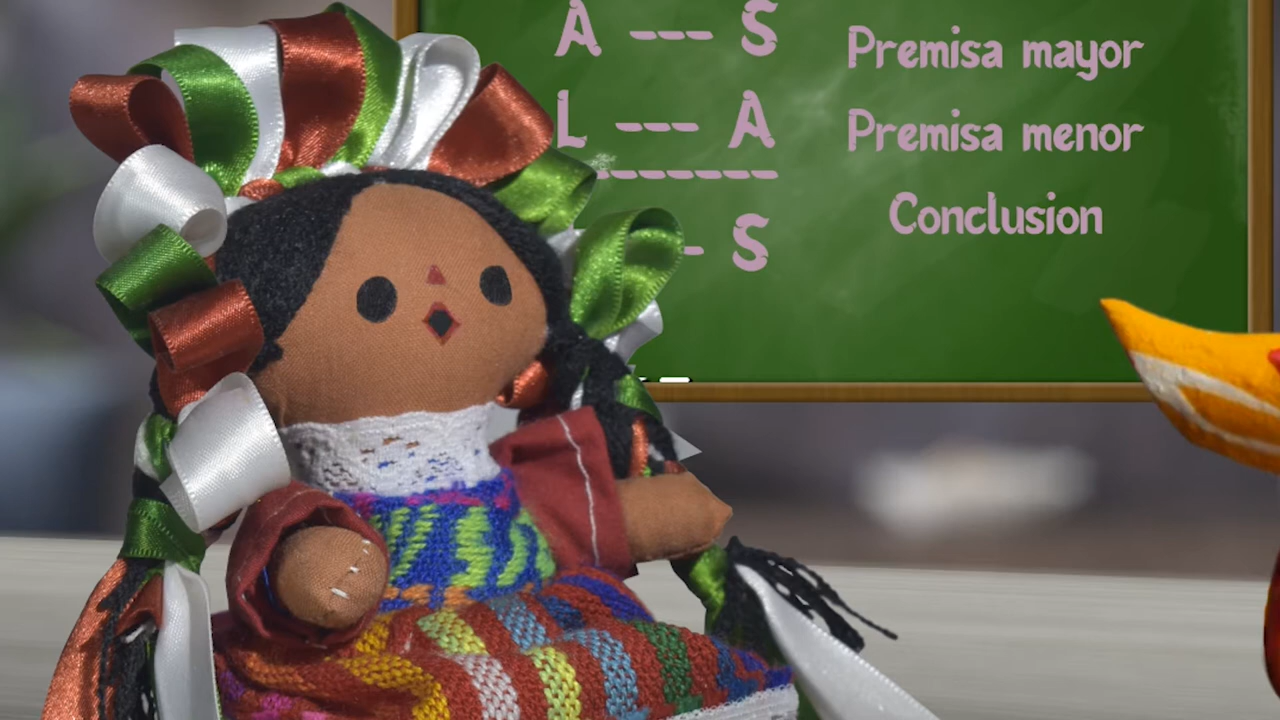 A --- S Premisa mayor
L --- A Premisa menor
-------
Conclusion
- S